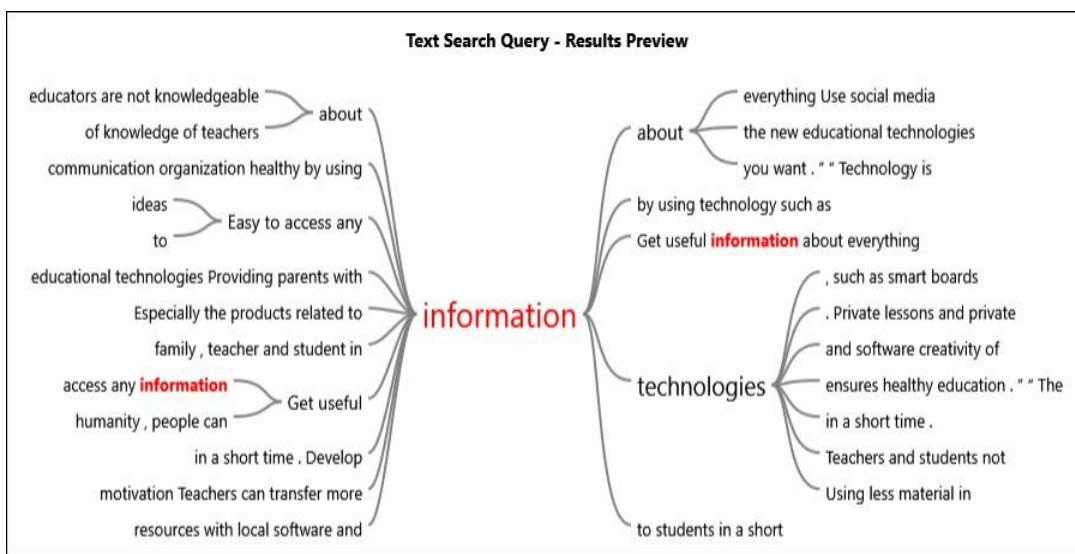 Text Search Query - Results Preview
educators are not knowledgeable
of knowledge of teachers
about
communication organization healthy by using
ideas
to
Easy to access any
educational technologies Providing parents with
Especially the products related to
family , teacher and student in
access any information
humanity , people can
Get useful
in a short time . Develop
motivation Teachers can transfer more
resources with local software and
information
about
everything Use social media
the new educational technologies
you want . " " Technology is
by using technology such as
Get useful information about everything
technologies
, such as smart boards
. Private lessons and private
and software creativity of
ensures healthy education . " " The
in a short time .
Teachers and students not
Using less material in
to students in a short